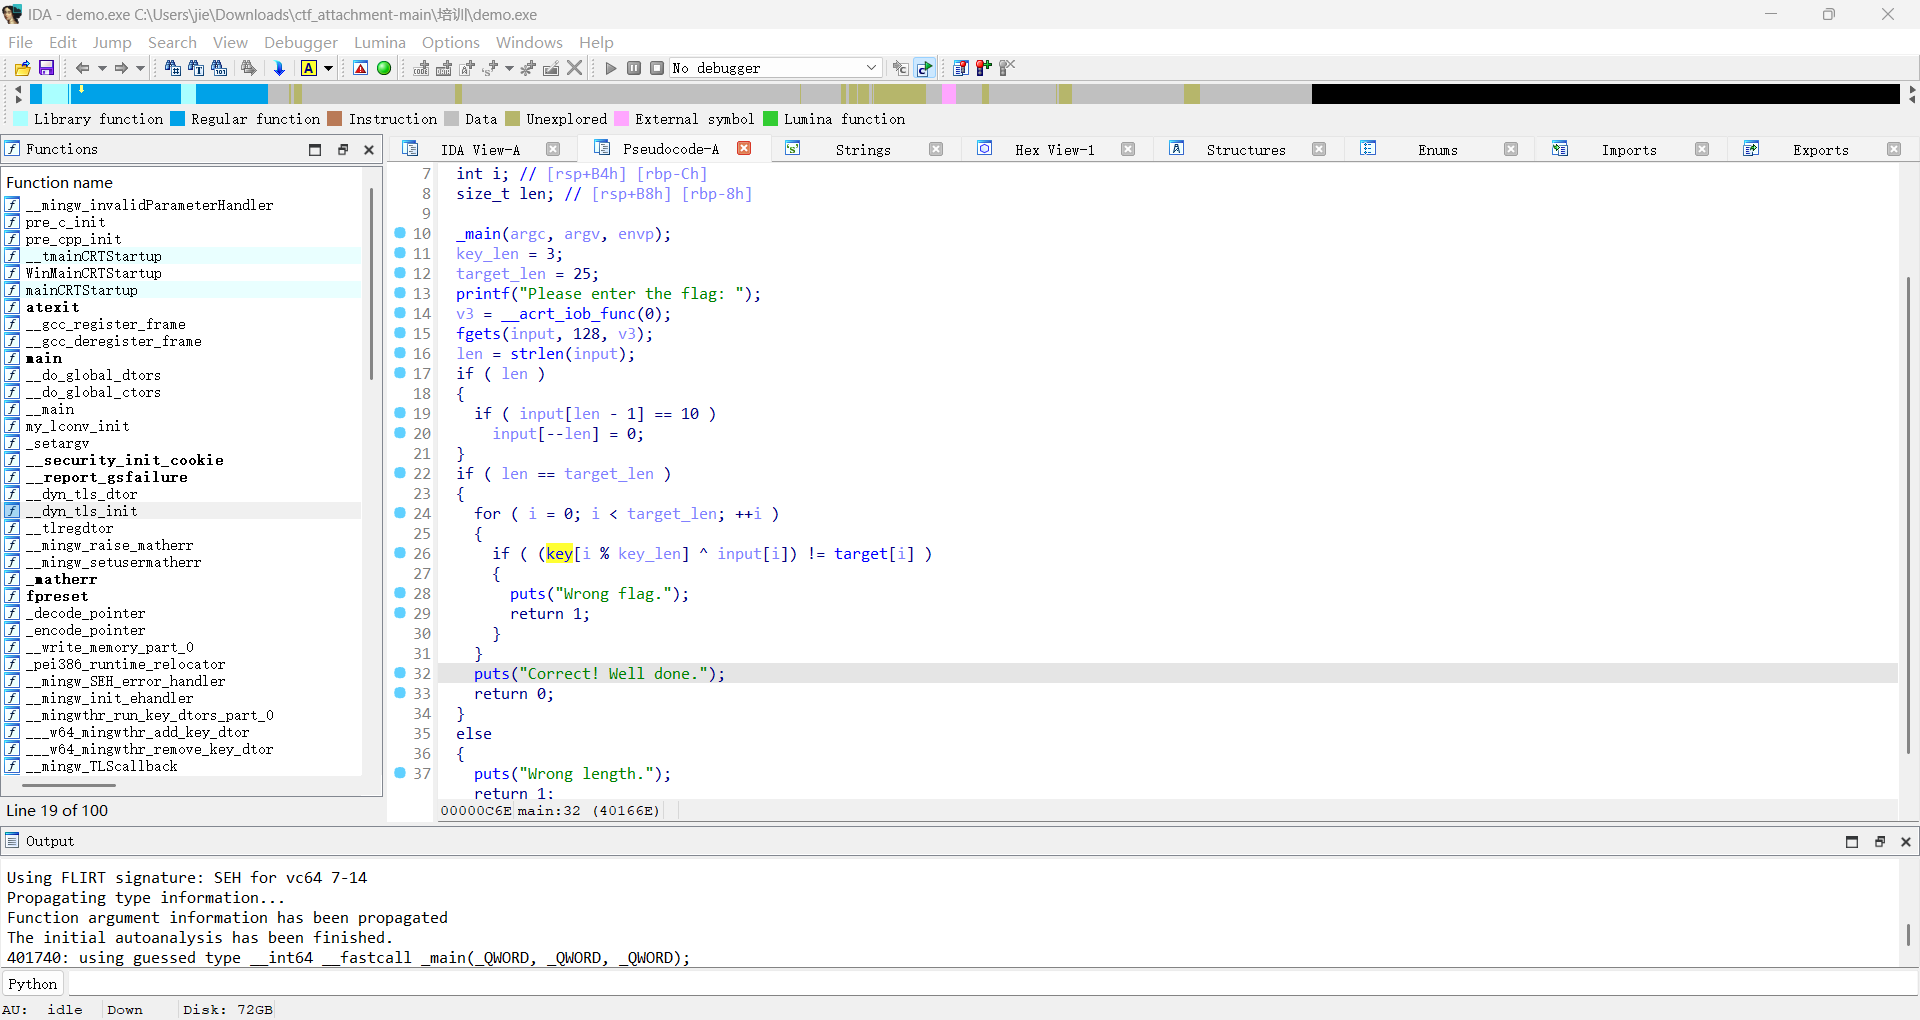 IDA - demo.exe C:\Users\jie\Downloads\ctf_attachment-main\培训\demo.exe
File Edit Jump Search View Debugger Lumina Options Windows Help
No debugger
Library function Regular function Instruction Data Unexplored External symbol Lumina function
Functions
IDA View-A Pseudocode-A Strings Hex View-1 Structures Enums Imports Exports
Function name
__mingw_invalidParameterHandler
pre_c_init
pre_cpp_init
__tmainCRTStartup
WinMainCRTStartup
mainCRTStartup
atexit
__gcc_register_frame
__gcc_deregister_frame
main
__do_global_dtors
__do_global_ctors
__main
my_lconv_init
_setargv
__security_init_cookie
__report_gsfailure
__dyn_tls_dtor
__dyn_tls_init
__tlregdtor
__mingw_raise_matherr
__mingw_setusermatherr
_matherr
fpreset
_decode_pointer
_encode_pointer
__write_memory_part_0
_pei386_runtime_relocator
__mingw_SEH_error_handler
__mingw_init_ehandler
__mingwthr_run_key_dtors_part_0
___w64_mingwthr_add_key_dtor
___w64_mingwthr_remove_key_dtor
__mingw_TLScallback
Line 19 of 100
7 int i; // [rsp+B4h] [rbp-Ch]
8 size_t len; // [rsp+B8h] [rbp-8h]
9
10 _main(argc, argv, envp);
11 key_len = 3;
12 target_len = 25;
13 printf("Please enter the flag: ");
14 v3 = __acrt_iob_func(0);
15 fgets(input, 128, v3);
16 len = strlen(input);
17 if ( len )
18 {
19 if ( input[len - 1] == 10 )
20 input[--len] = 0;
21 }
22 if ( len == target_len )
23 {
24 for ( i = 0; i < target_len; ++i )
25 {
26 if ( (key[i % key_len] ^ input[i]) != target[i] )
27 {
28 puts("Wrong flag.");
29 return 1;
30 }
31 }
32 puts("Correct! Well done.");
33 return 0;
34 }
35 else
36 {
37 puts("Wrong length.");
return 1;
00000C6E main:32 (40166E)
Output
Using FLIRT signature: SEH for vc64 7-14
Propagating type information...
Function argument information has been propagated
The initial autoanalysis has been finished.
401740: using guessed type __int64 __fastcall _main(_QWORD, _QWORD, _QWORD);
Python
AU: idle Down Disk: 72GB